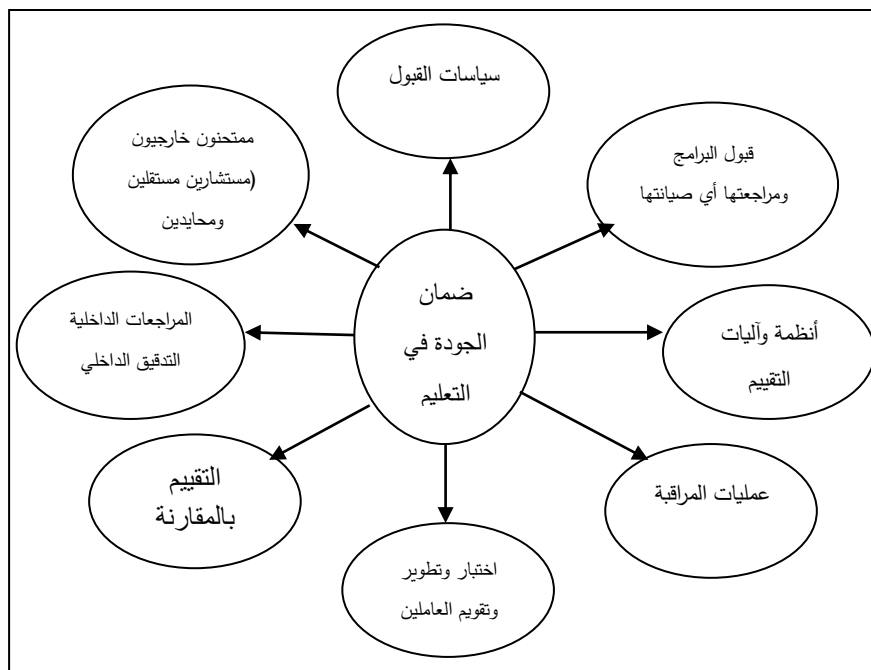 سياسات القبول
قبول البرامج
ومراجعتها أي صيانتها
أنظمة وآليات
التقييم
عمليات المراقبة
اختبار وتطوير
وتقويم العاملين
التقييم
بالمقارنة
المراجعات الداخلية
التدقيق الداخلي
ممتحنون خارجيون
(مستشارين مستقلين
ومحايدين
ضمان
الجودة في
التعليم